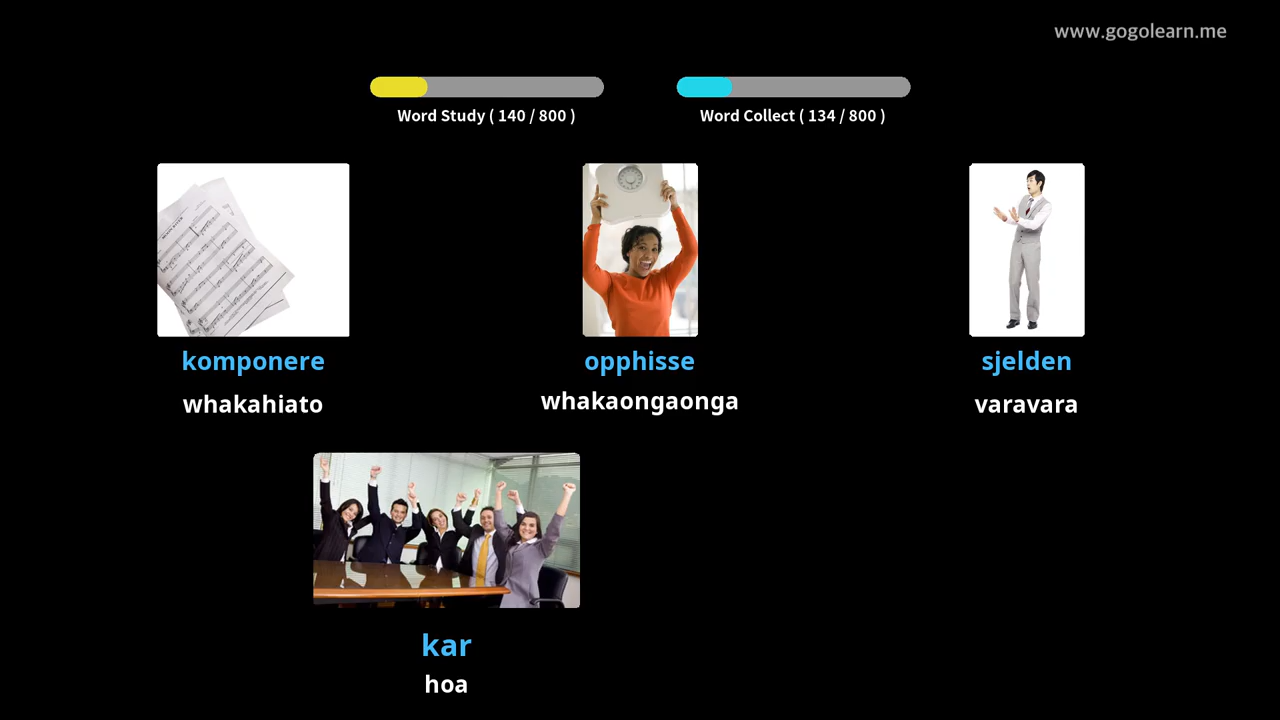 www.gogolearn.me
Word Study ( 140 / 800 )
Word Collect ( 134 / 800 )
komponere
opphisse
sjelden
whakahiato
whakaongaonga
varavara
kar
hoa